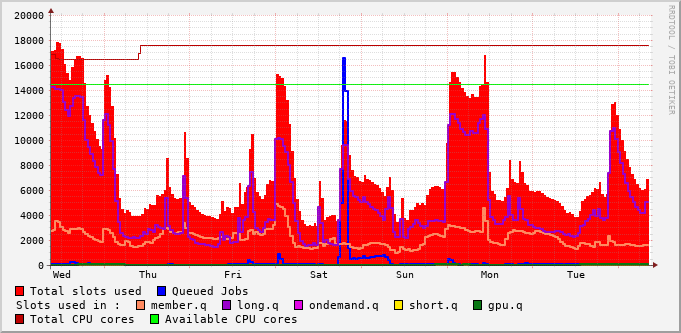 20000
18000
16000
14000
12000
10000
8000
6000
4000
2000
0
Wed Thu Fri Sat Sun Mon Tue
RRDTOOL / TOBI OETIKER
Total slots used Queued Jobs
Slots used in : member.q long.q ondemand.q short.q gpu.q
Total CPU cores Available CPU cores